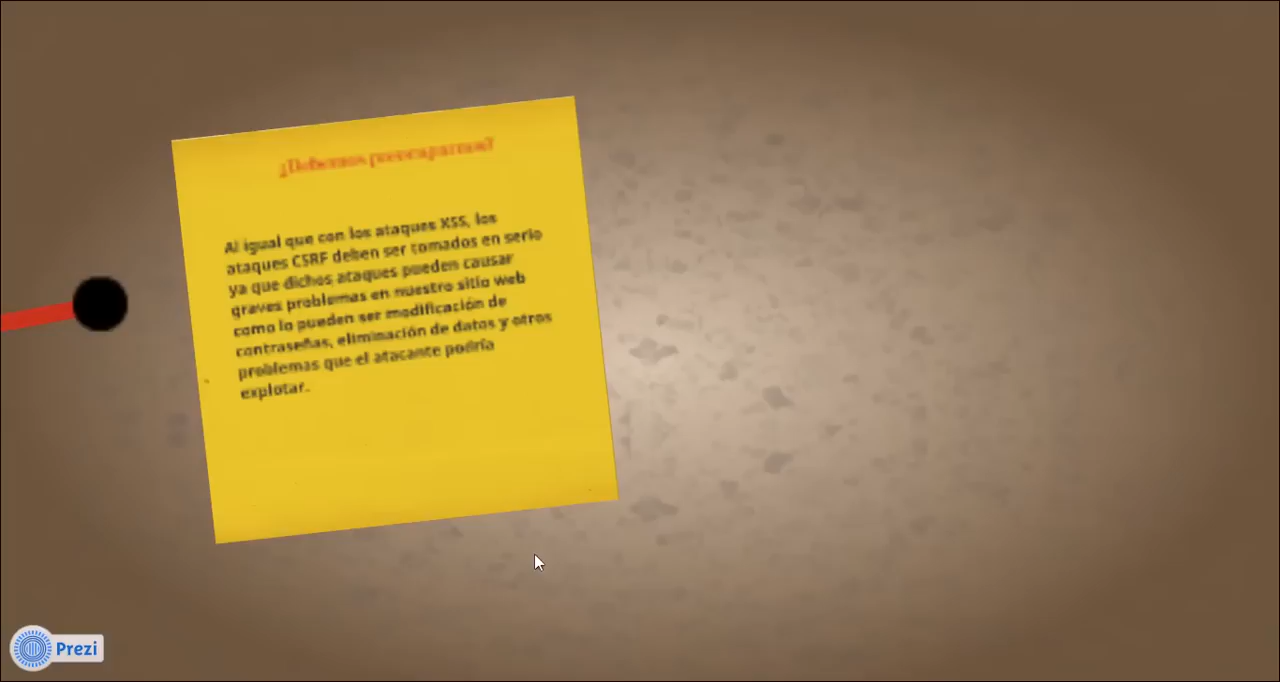 ¿Debemos preocuparnos?
Al igual que con los ataques XSS, los
ataques CSRF deben ser tomados en serio
ya que dichos ataques pueden causar
graves problemas en nuestro sitio web
como lo pueden ser modificación de
contraseñas, eliminación de datos y otros
problemas que el atacante podría
explotar.
Prezi